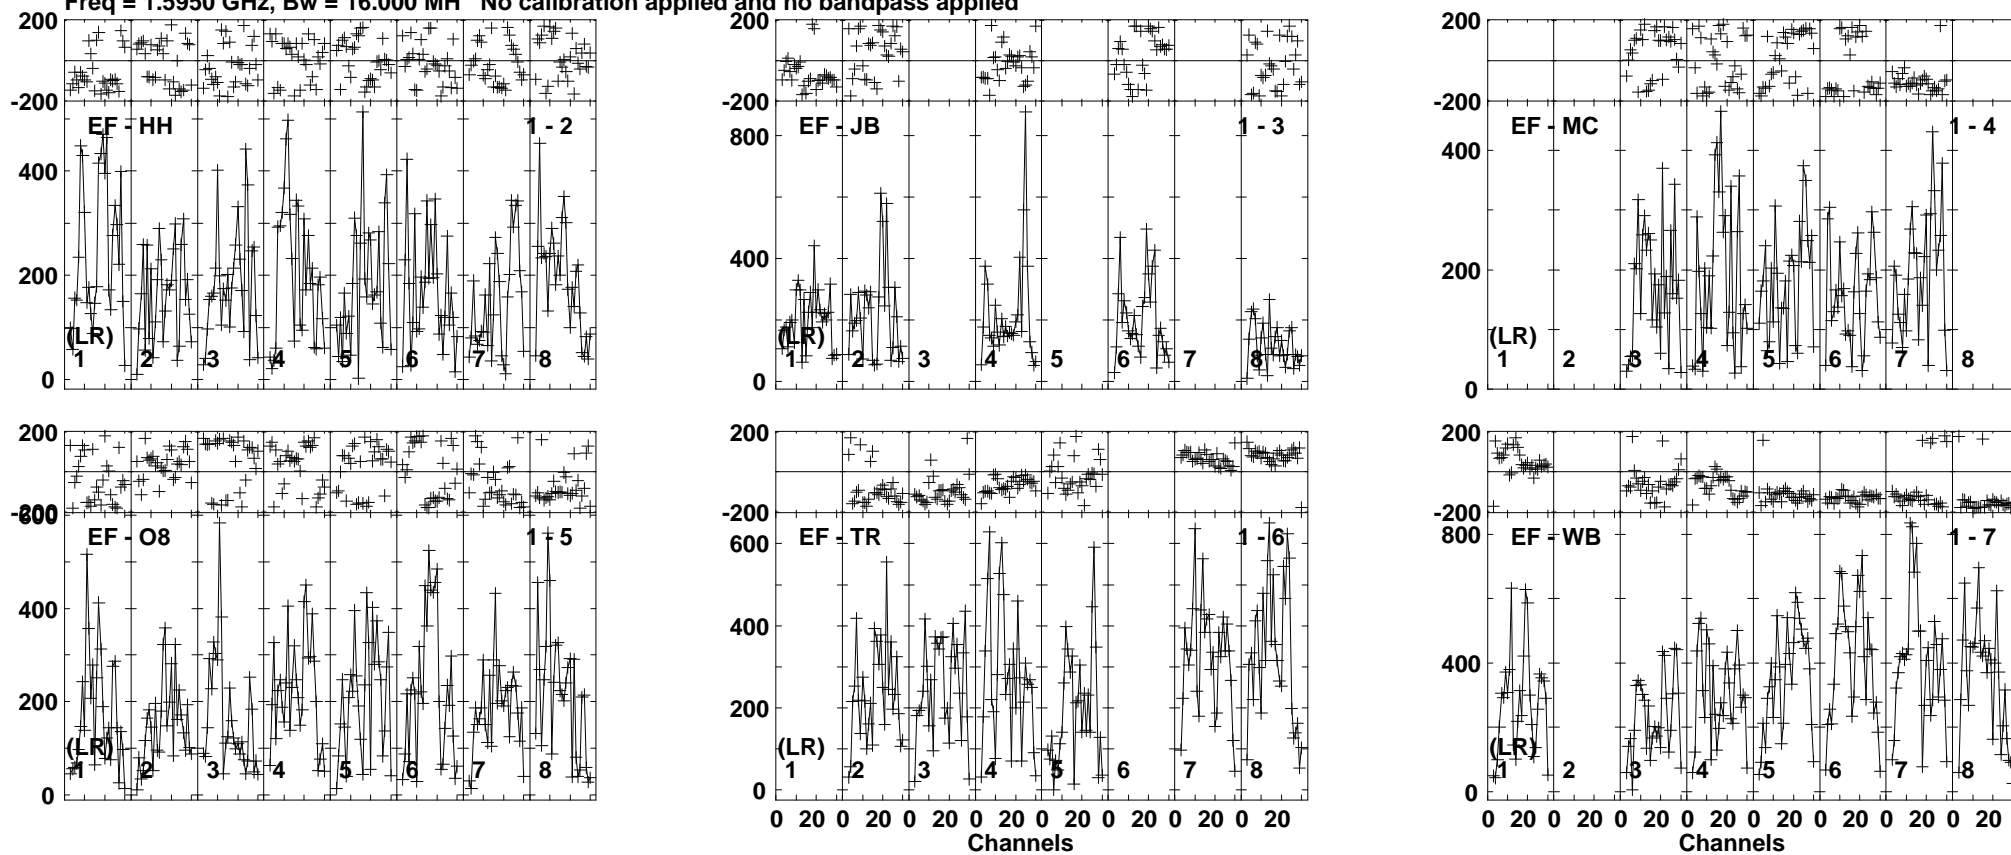 Freq = 1.5950 GHz, Bw = 16.000 MH No calibration applied and no bandpass applied
200
-200
EF - HH 1 - 2
400
200
0
(LR)
1 2 3 4 5 6 7 8
200
-200
EF - JB 1 - 3
800
400
0
(LR)
1 2 3 4 5 6 7 8
200
-200
EF - MC 1 - 4
400
200
0
(LR)
1 2 3 4 5 6 7 8
200
-200
600
EF - O8 1 - 5
400
200
0
(LR)
1 2 3 4 5 6 7 8
200
-200
EF - TR 1 - 6
600
400
200
0
(LR)
1 2 3 4 5 6 7 8
0 20 0 20 0 20 0 20 0 20 0 20 0 20 0 20
Channels
200
-200
EF - WB 1 - 7
800
400
0
(LR)
1 2 3 4 5 6 7 8
0 20 0 20 0 20 0 20 0 20 0 20 0 20 0 20
Channels